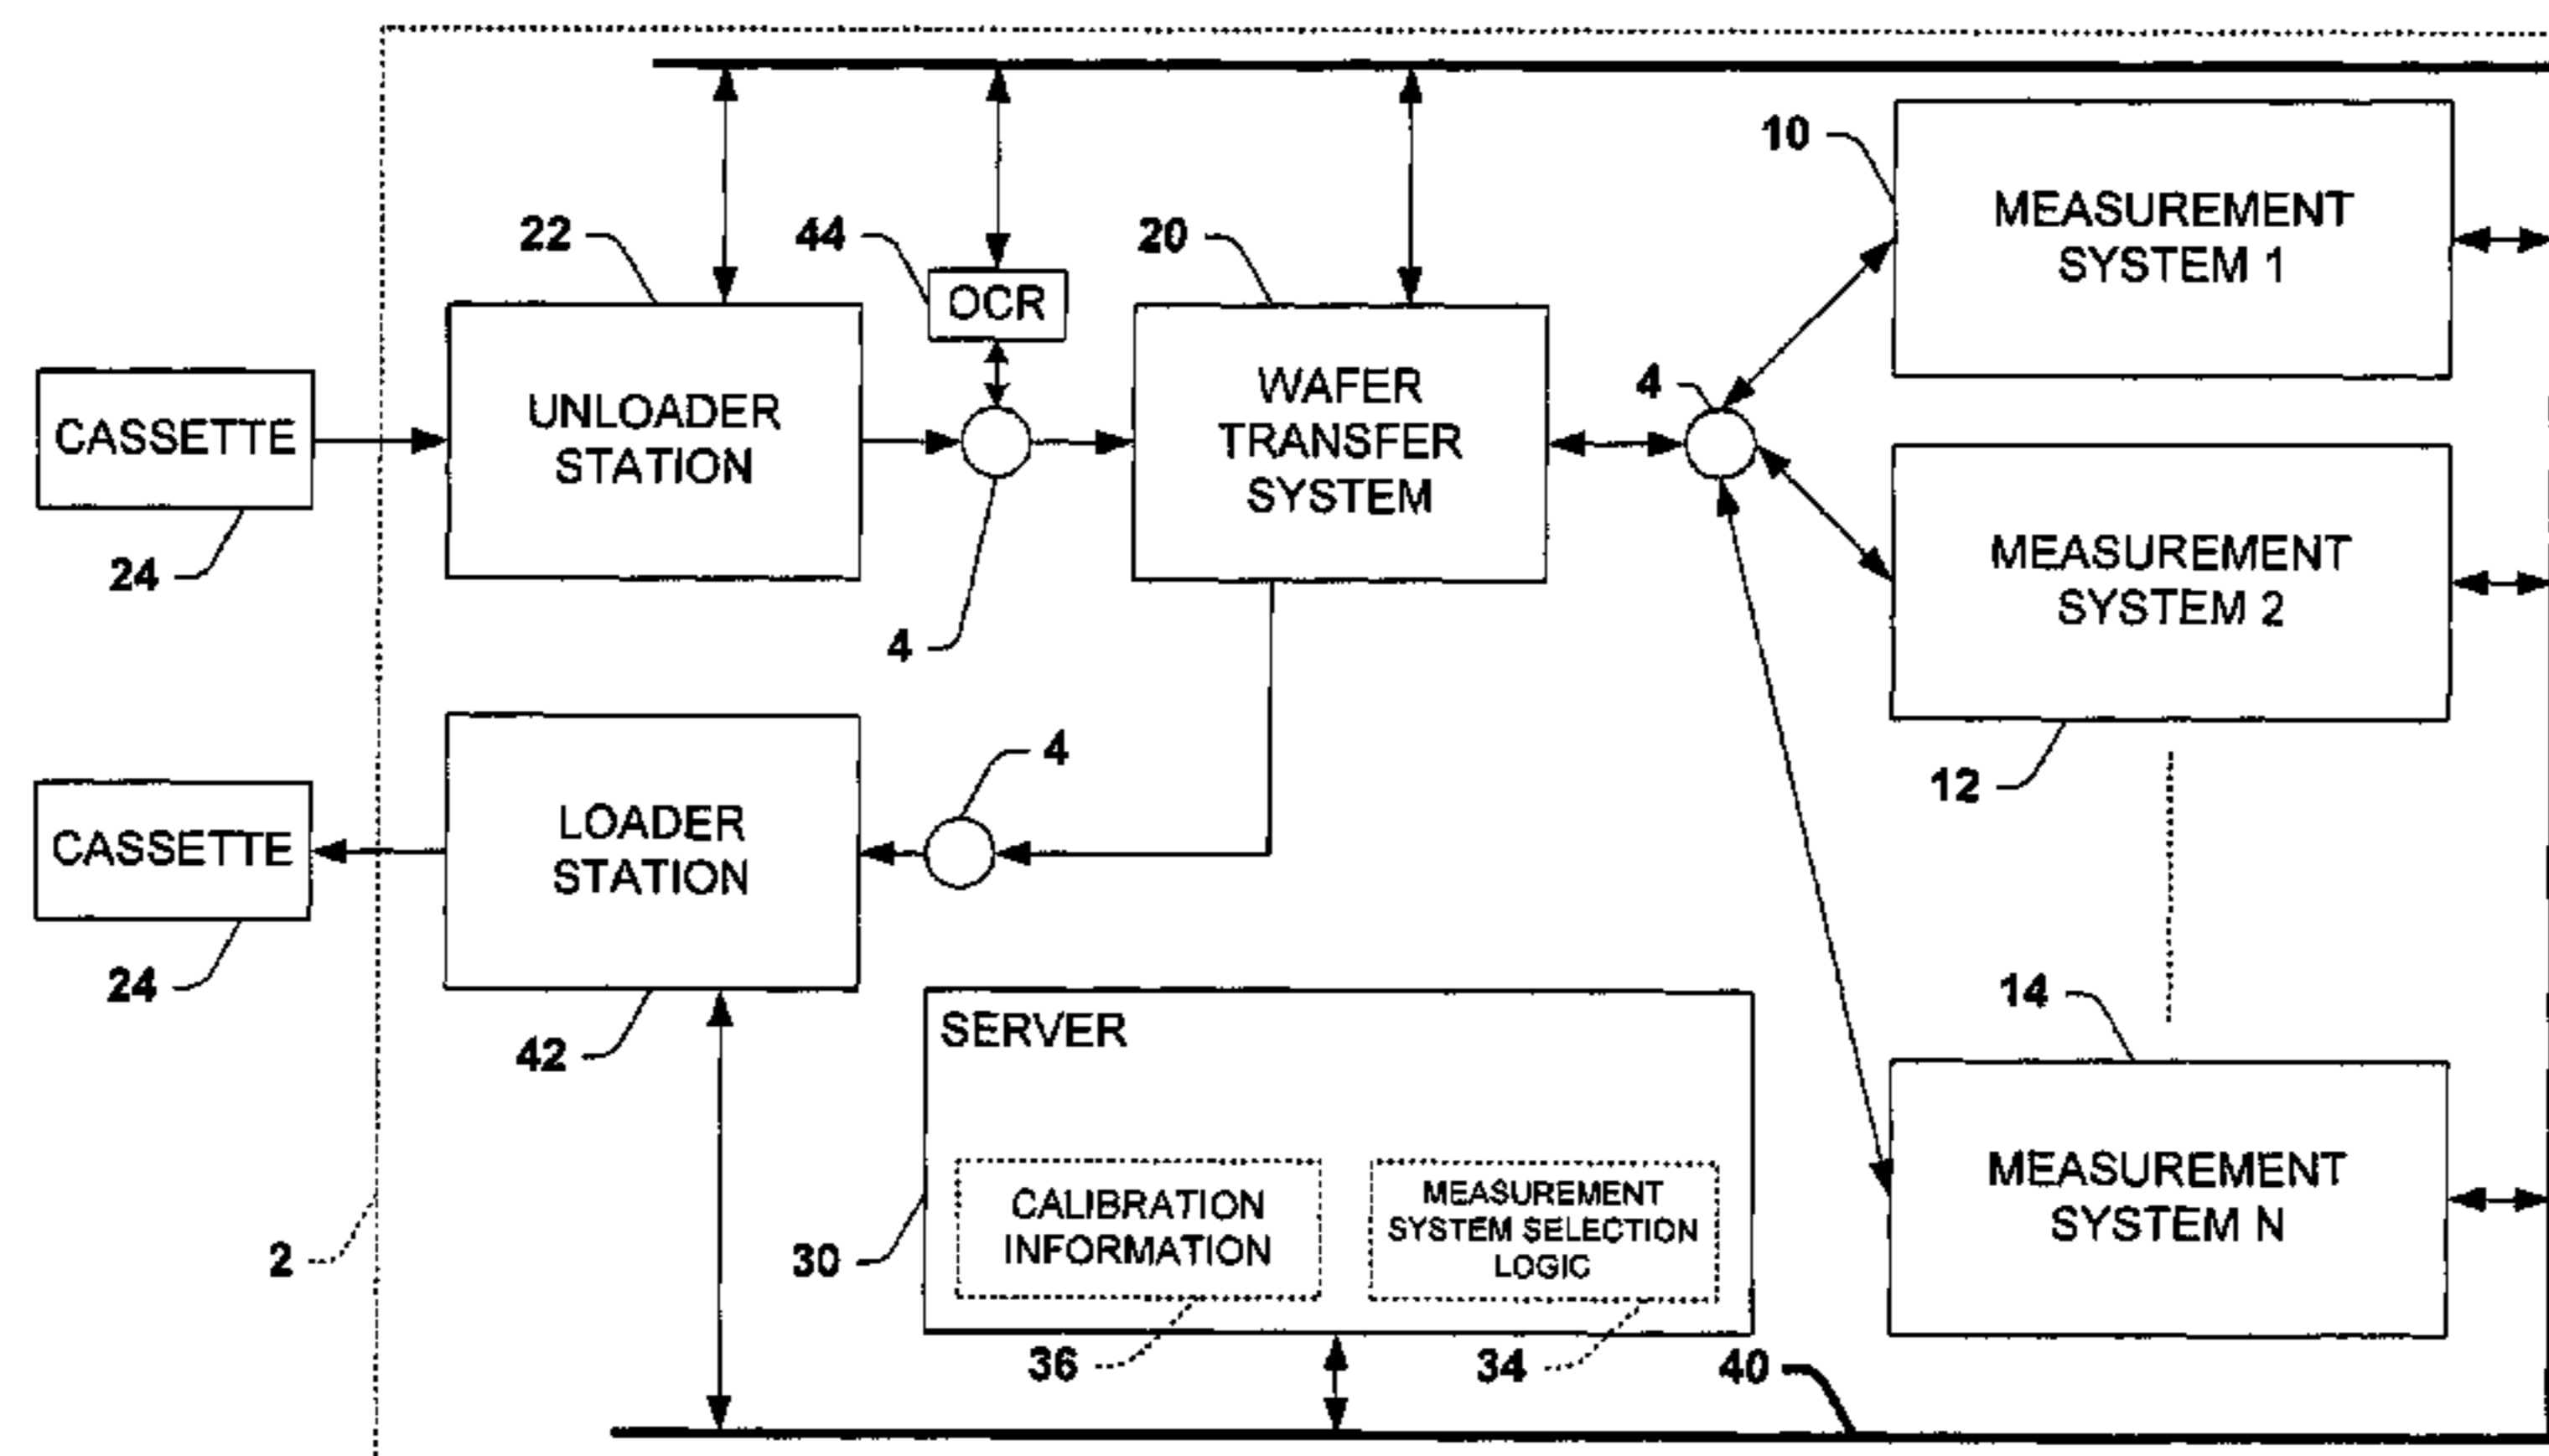 10
MEASUREMENT
SYSTEM 1
22
44
20
OCR
CASSETTE
24
UNLOADER
STATION
4
WAFER
TRANSFER
SYSTEM
4
MEASUREMENT
SYSTEM 2
12
CASSETTE
24
LOADER
STATION
42
4
14
MEASUREMENT
SYSTEM N
SERVER
30
CALIBRATION
INFORMATION
36
MEASUREMENT
SYSTEM SELECTION
LOGIC
34
2
40